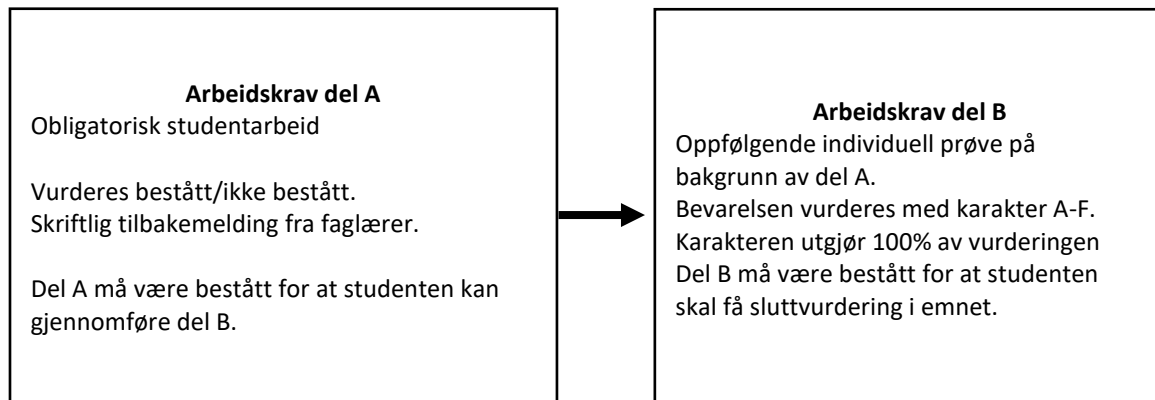 Arbeidskrav del A
Obligatorisk studentarbeid
Vurderes bestått/ikke bestått.
Skriftlig tilbakemelding fra faglærer.
Del A må være bestått for at studenten kan
gjennomføre del B.
Arbeidskrav del B
Oppfølgende individuell prøve på
bakgrunn av del A.
Bevarelsen vurderes med karakter A-F.
Karakteren utgjør 100% av vurderingen
Del B må være bestått for at studenten
skal få sluttvurdering i emnet.